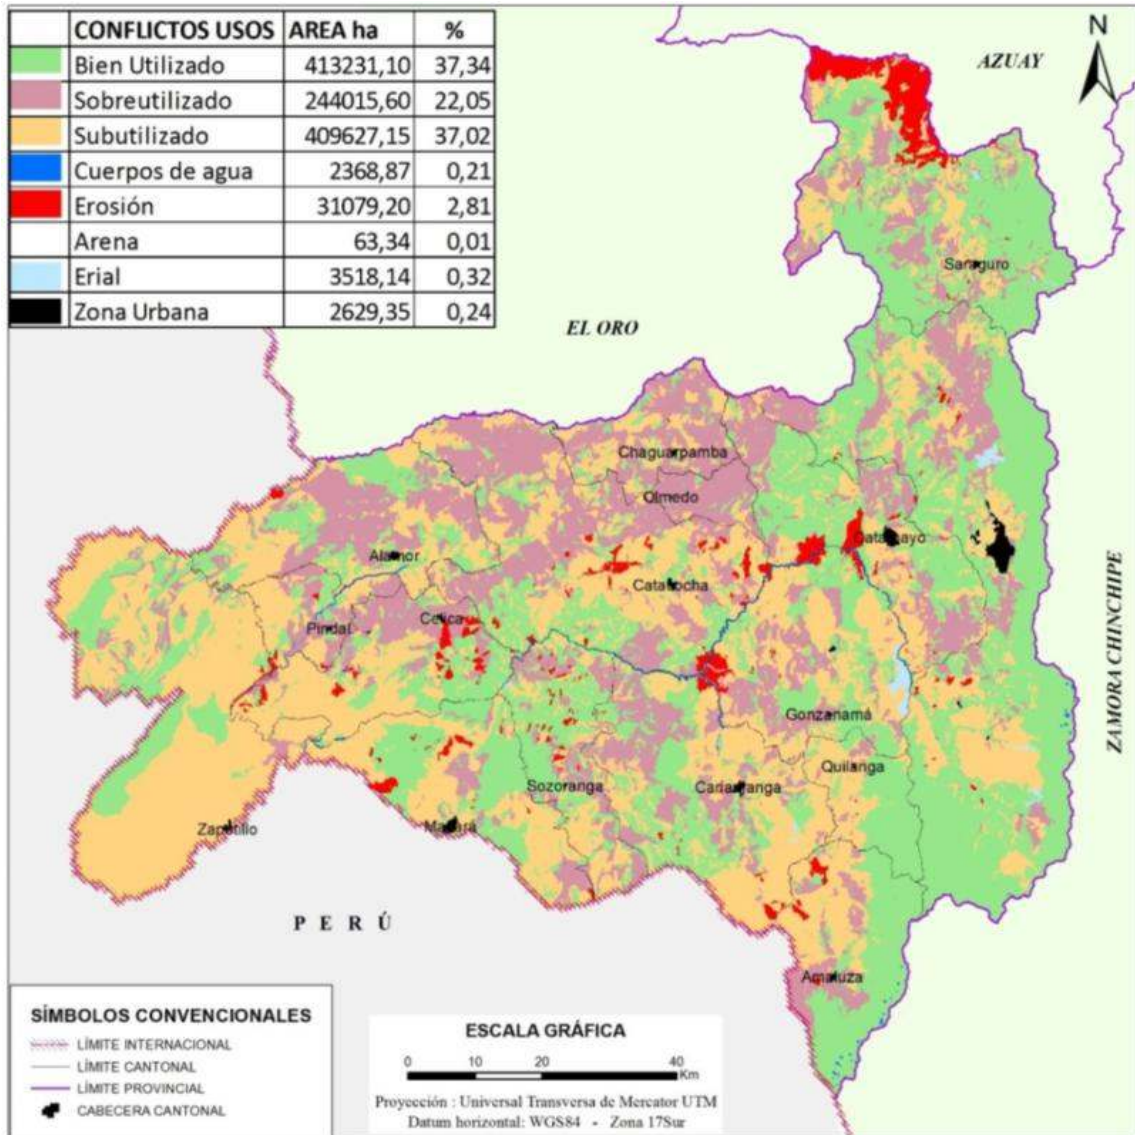 CONFLICTOS USOS AREA ha %
Bien Utilizado 413231,10 37,34
Sobreutilizado 244015,60 22,05
Subutilizado 409627,15 37,02
Cuerpos de agua 2368,87 0,21
Erosión 31079,20 2,81
Arena 63,34 0,01
Erial 3518,14 0,32
Zona Urbana 2629,35 0,24
N
AZUAY
Saraguro
EL ORO
Chaguarpamba
Olmedo
Catamayo
Alamor
Catacocha
Celica
Pindal
ZAMORA CHINCHIPE
Gonzanamá
Quilanga
Sozoranga
Cariamanga
Zapotillo
Macará
P E R Ú
Amaluza
SÍMBOLOS CONVENCIONALES
LÍMITE INTERNACIONAL
LÍMITE CANTONAL
LÍMITE PROVINCIAL
CABECERA CANTONAL
ESCALA GRÁFICA
0 10 20 40
Km
Proyección : Universal Transversa de Mercator UTM
Datum horizontal: WGS84 - Zona 17Sur